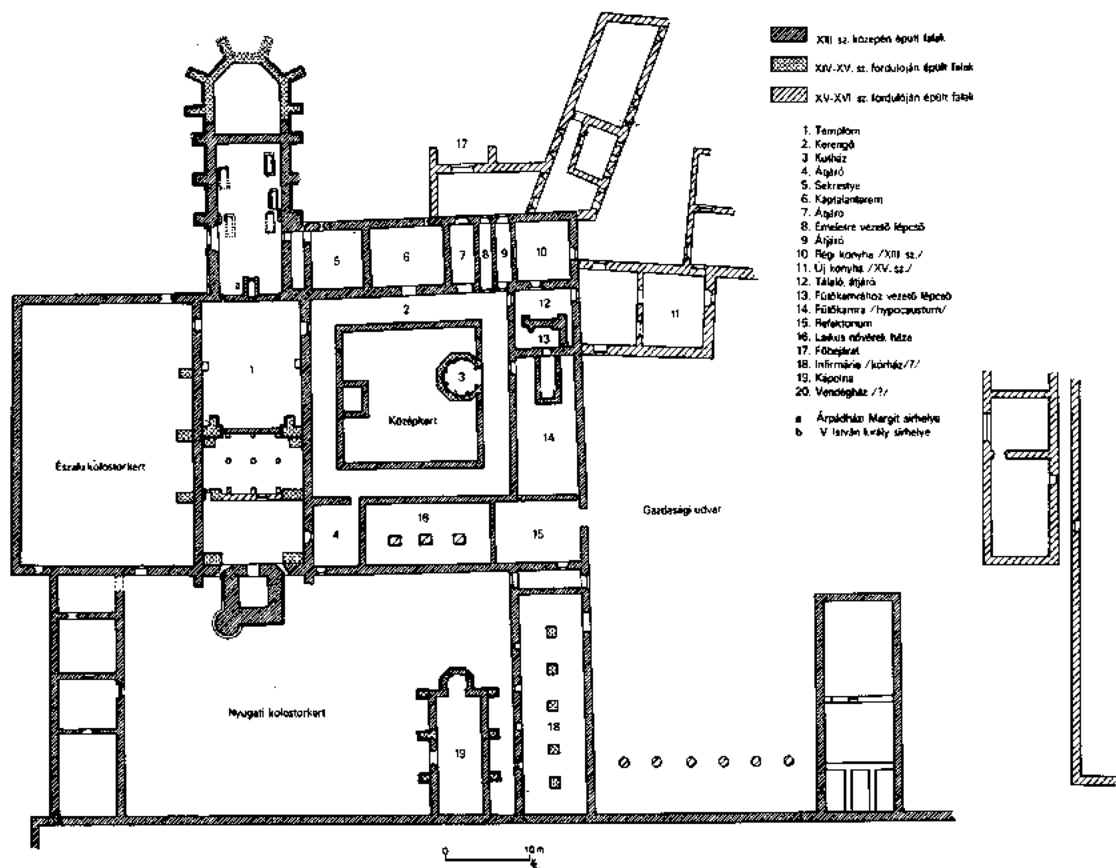 XIII sz. közepén épült falak
XIV-XV. sz. fordulóján épült falak
XV-XVI sz. fordulóján épült falak
1. Templom
2. Kerengő
3 Kútház
4. Átjáró
5. Sekrestye
6. Káptalanterem
7. Átjáró
8. Emeletre vezető lépcső
9 Átjáró
10 Régi konyha /XIII sz./
11 Új konyha /XV. sz./
12. Tálaló, átjáró
13. Fűtőkamrához vezető lépcső
14. Fűtőkamra /hypocaustum/
15. Refektorium
16. Laikus nővérek háza
17. Főbejárat
18. Infirmária /kórház/?/
19. Kápolna
20. Vendégház /?/
a Árpádházi Margit sírhelye
b V István király sírhelye
17
5
6
7
8
9
10
a
2
12
11
13
1
3
Középkert
14
Északi kolostorkert
4
16
15
Gazdasági udvar
Nyugati kolostorkert
19
18
0 10 m